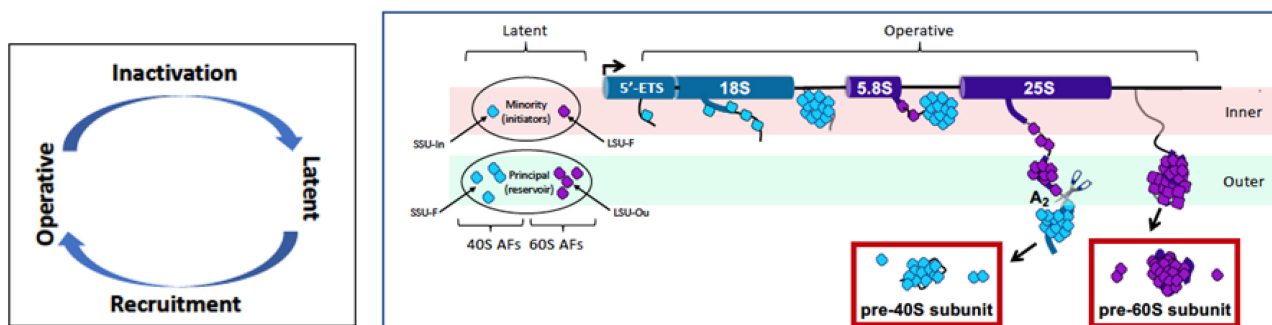 Inactivation
Operative
Latent
Recruitment
Latent
Operative
5′-ETS
18S
5.8S
25S
Minority
(initiators)
Inner
SSU-In
LSU-F
Principal
(reservoir)
Outer
SSU-F
LSU-Ou
A₂
40S AFs
60S AFs
pre-40S subunit
pre-60S subunit